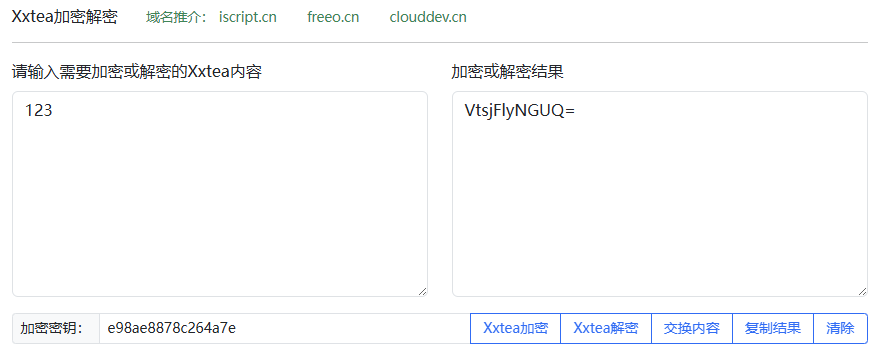 Xxtea加密解密 域名推介： iscript.cn freeo.cn clouddev.cn
请输入需要加密或解密的Xxtea内容 加密或解密结果
123 VtsjFlyNGUQ=
加密密钥： e98ae8878c264a7e Xxtea加密 Xxtea解密 交换内容 复制结果 清除